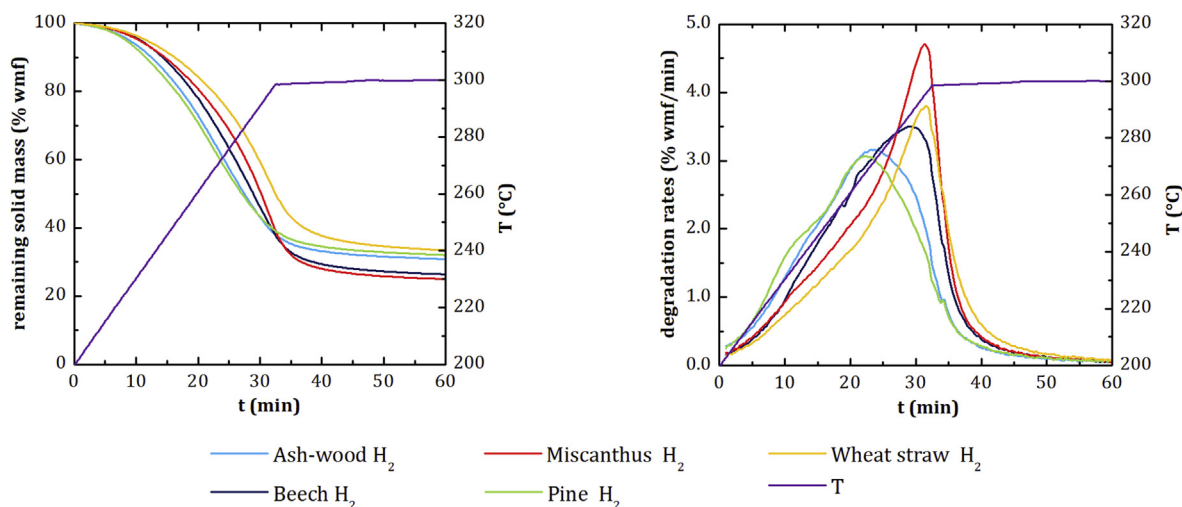 remaining solid mass (% wmf)
100
80
60
40
20
0
0 10 20 30 40 50 60
t (min)
320
300
280
260
240
220
200
T (°C)
degradation rates (% wmf/min)
5.0
4.0
3.0
2.0
1.0
0.0
0 10 20 30 40 50 60
t (min)
320
300
280
260
240
220
200
T (°C)
Ash-wood H₂ Miscanthus H₂ Wheat straw H₂
Beech H₂ Pine H₂ T